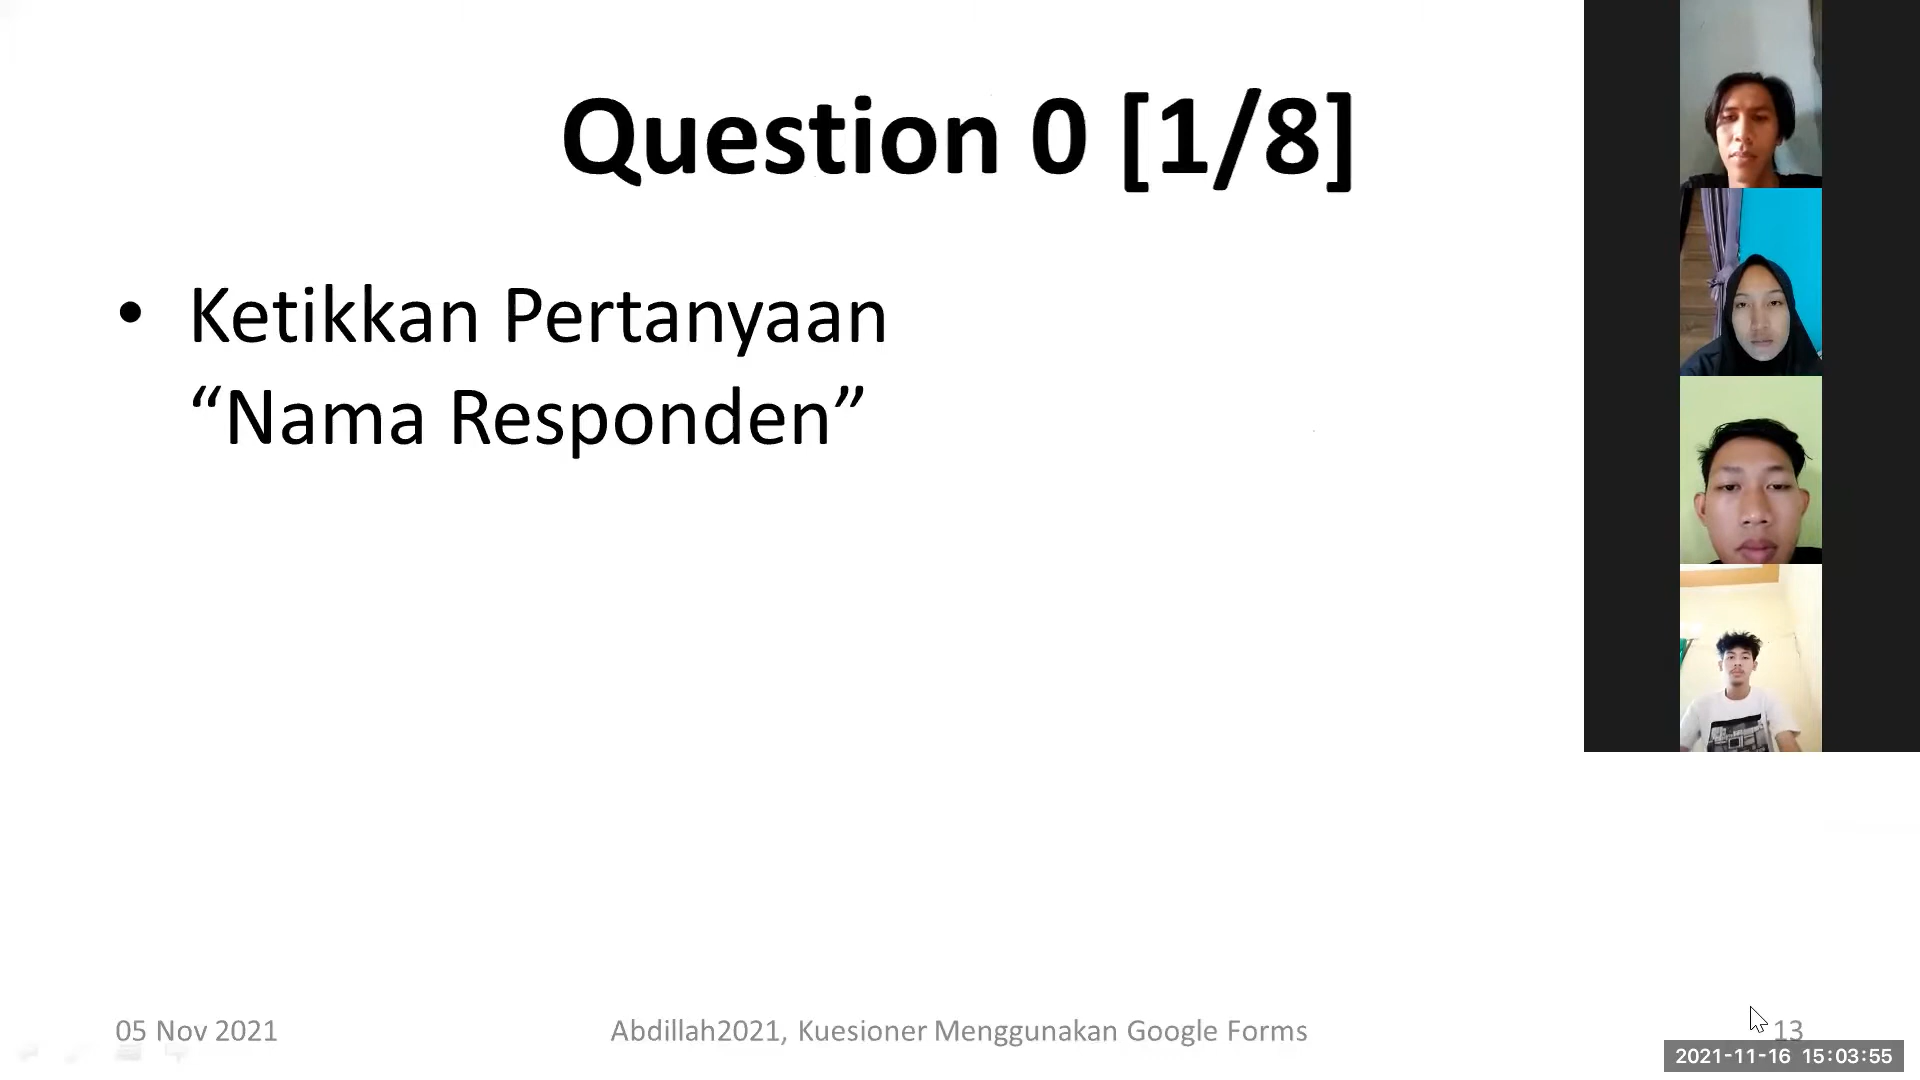 Question 0 [1/8]
• Ketikkan Pertanyaan
“Nama Responden”
05 Nov 2021
Abdillah2021, Kuesioner Menggunakan Google Forms
13
2021-11-16 15:03:55